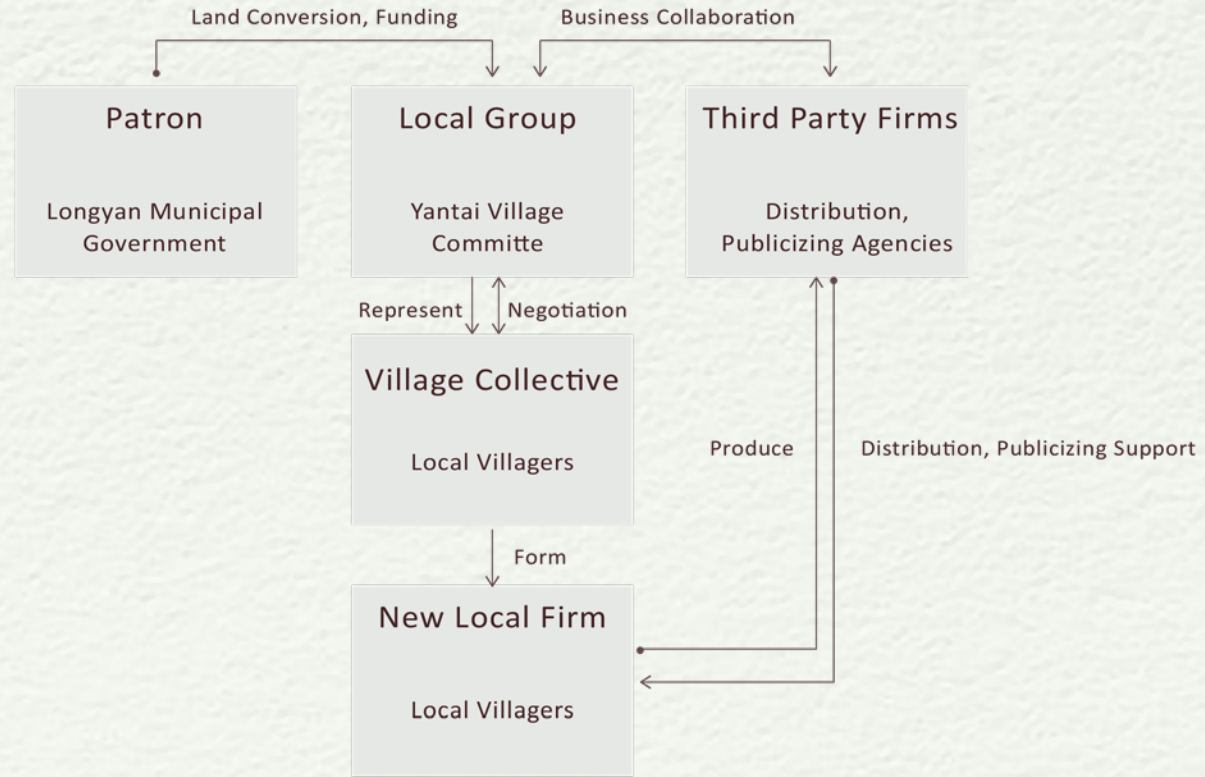 Land Conversion, Funding
Business Collaboration
Patron
Longyan Municipal
Government
Local Group
Yantai Village
Committe
Third Party Firms
Distribution,
Publicizing Agencies
Represent
Negotiation
Village Collective
Local Villagers
Produce
Distribution, Publicizing Support
Form
New Local Firm
Local Villagers